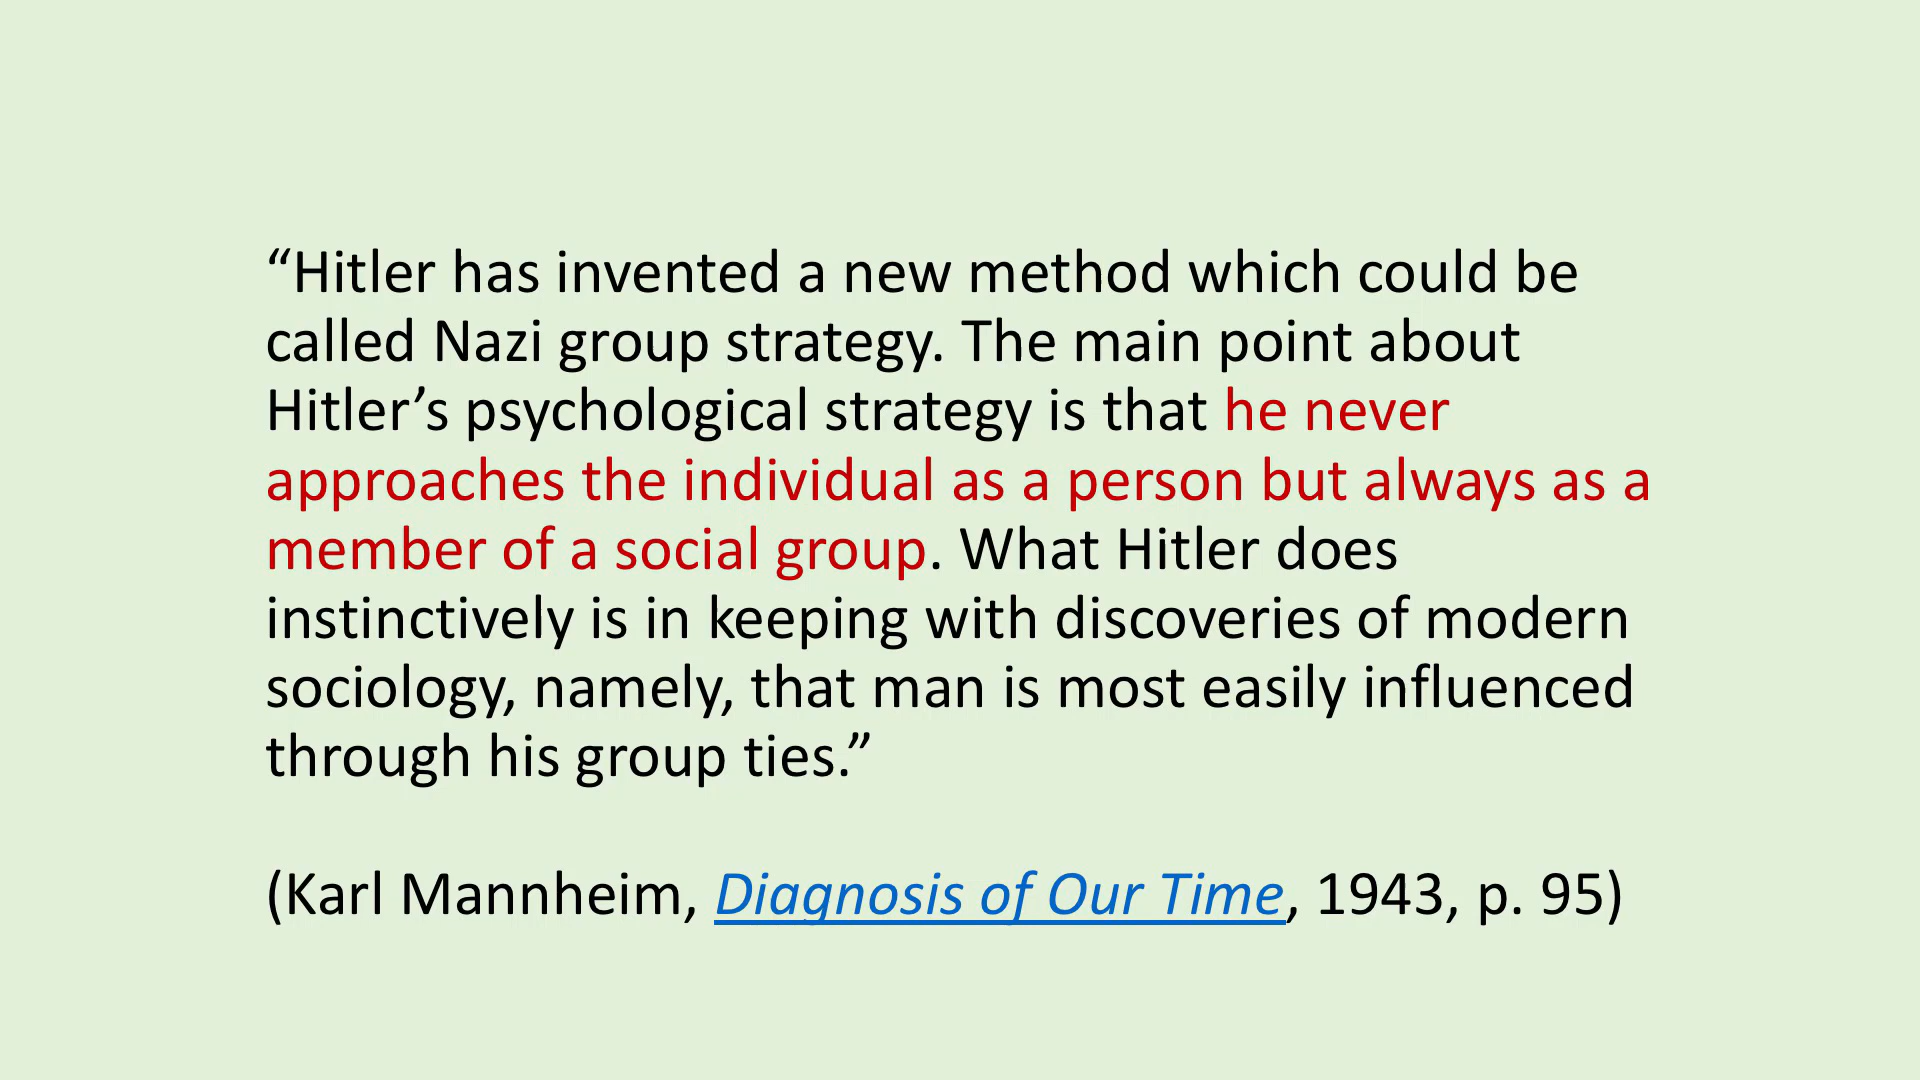 “Hitler has invented a new method which could be
called Nazi group strategy. The main point about
Hitler’s psychological strategy is that he never
approaches the individual as a person but always as a
member of a social group. What Hitler does
instinctively is in keeping with discoveries of modern
sociology, namely, that man is most easily influenced
through his group ties.”
(Karl Mannheim, Diagnosis of Our Time, 1943, p. 95)